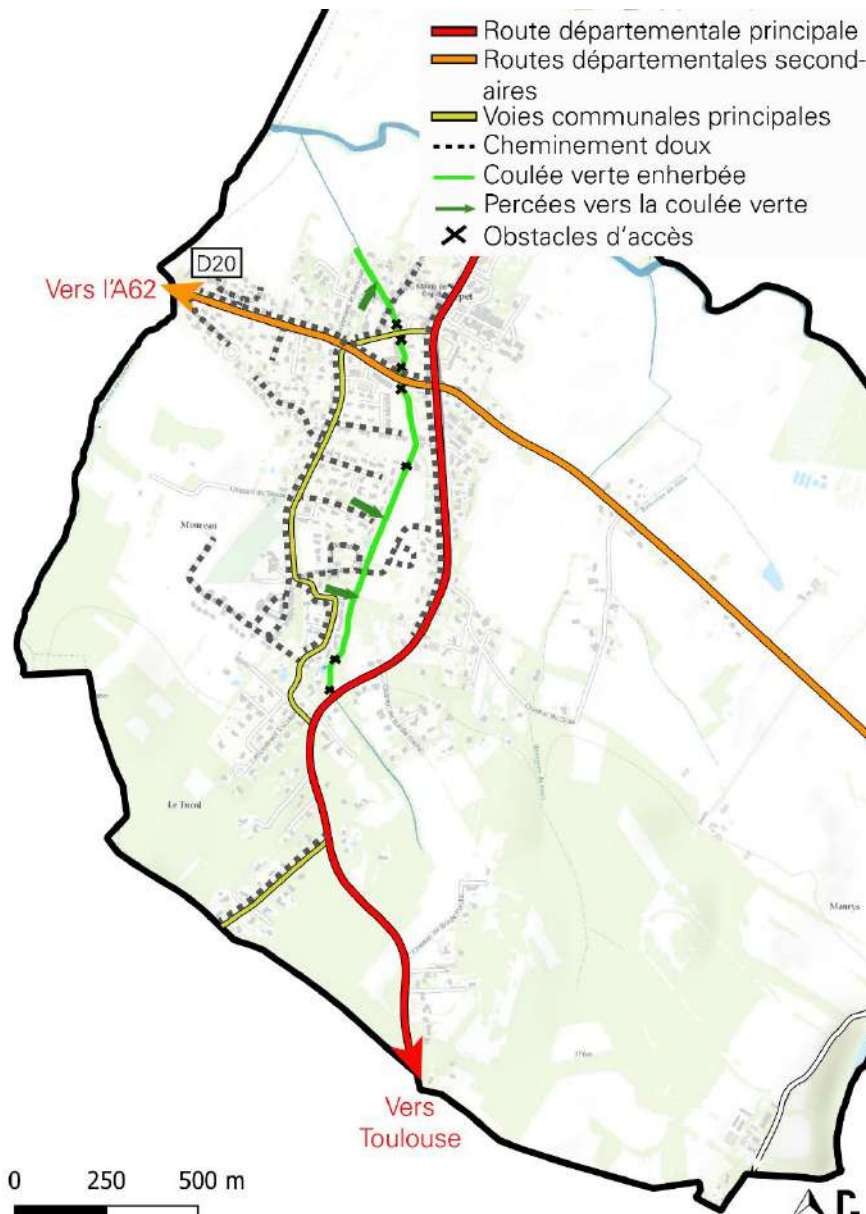 Route départementale principale
Routes départementales second-
aires
Voies communales principales
Cheminement doux
Coulée verte enherbée
Percées vers la coulée verte
Obstacles d'accès
D20
Vers l'A62
Le Tucol
Maurys
Vers
Toulouse
0 250 500 m